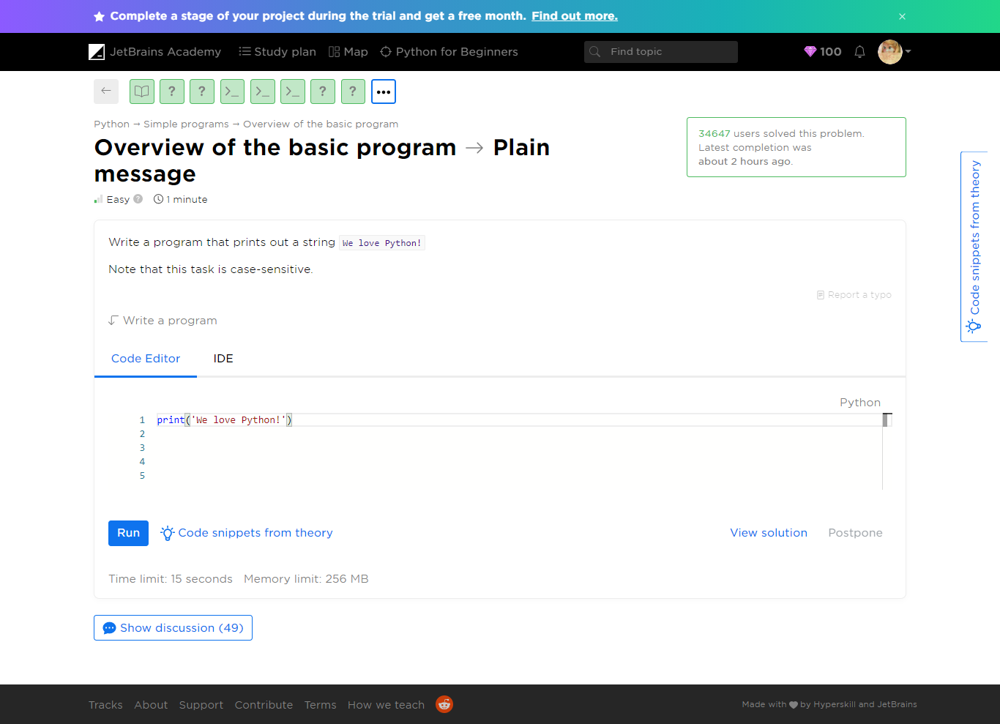 Complete a stage of your project during the trial and get a free month. Find out more. ×
JetBrains Academy Study plan Map Python for Beginners Find topic 100
? ? >_ >_ >_ ? ? •••
Python → Simple programs → Overview of the basic program
Overview of the basic program → Plain
message
Easy ? 1 minute
34647 users solved this problem.
Latest completion was
about 2 hours ago.
Code snippets from theory
Write a program that prints out a string We love Python!
Note that this task is case-sensitive.
Report a typo
Write a program
Code Editor IDE
Python
1 print('We love Python!')
2
3
4
5
Run Code snippets from theory View solution Postpone
Time limit: 15 seconds Memory limit: 256 MB
Show discussion (49)
Tracks About Support Contribute Terms How we teach Made with ♥ by Hyperskill and JetBrains